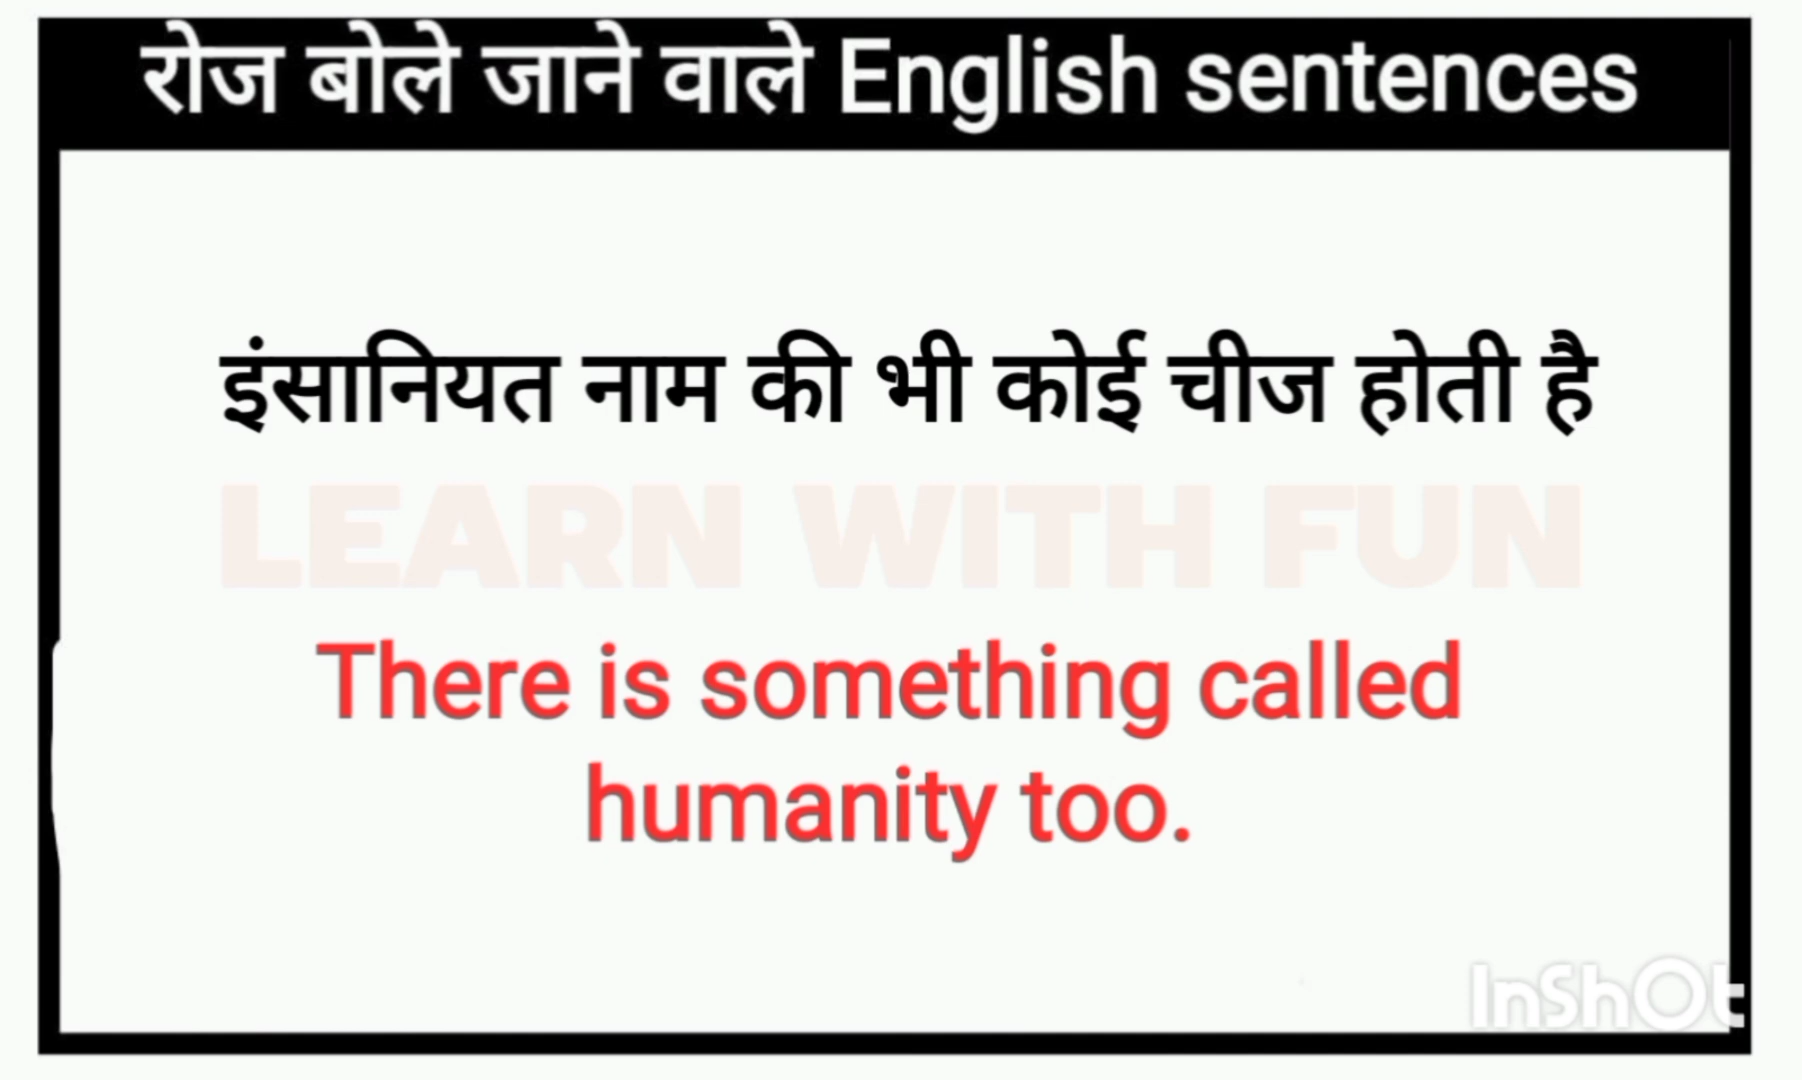 रोज बोले जाने वाले English sentences
इंसानियत नाम की भी कोई चीज होती है
LEARN WITH FUN
There is something called
humanity too.
InShOt